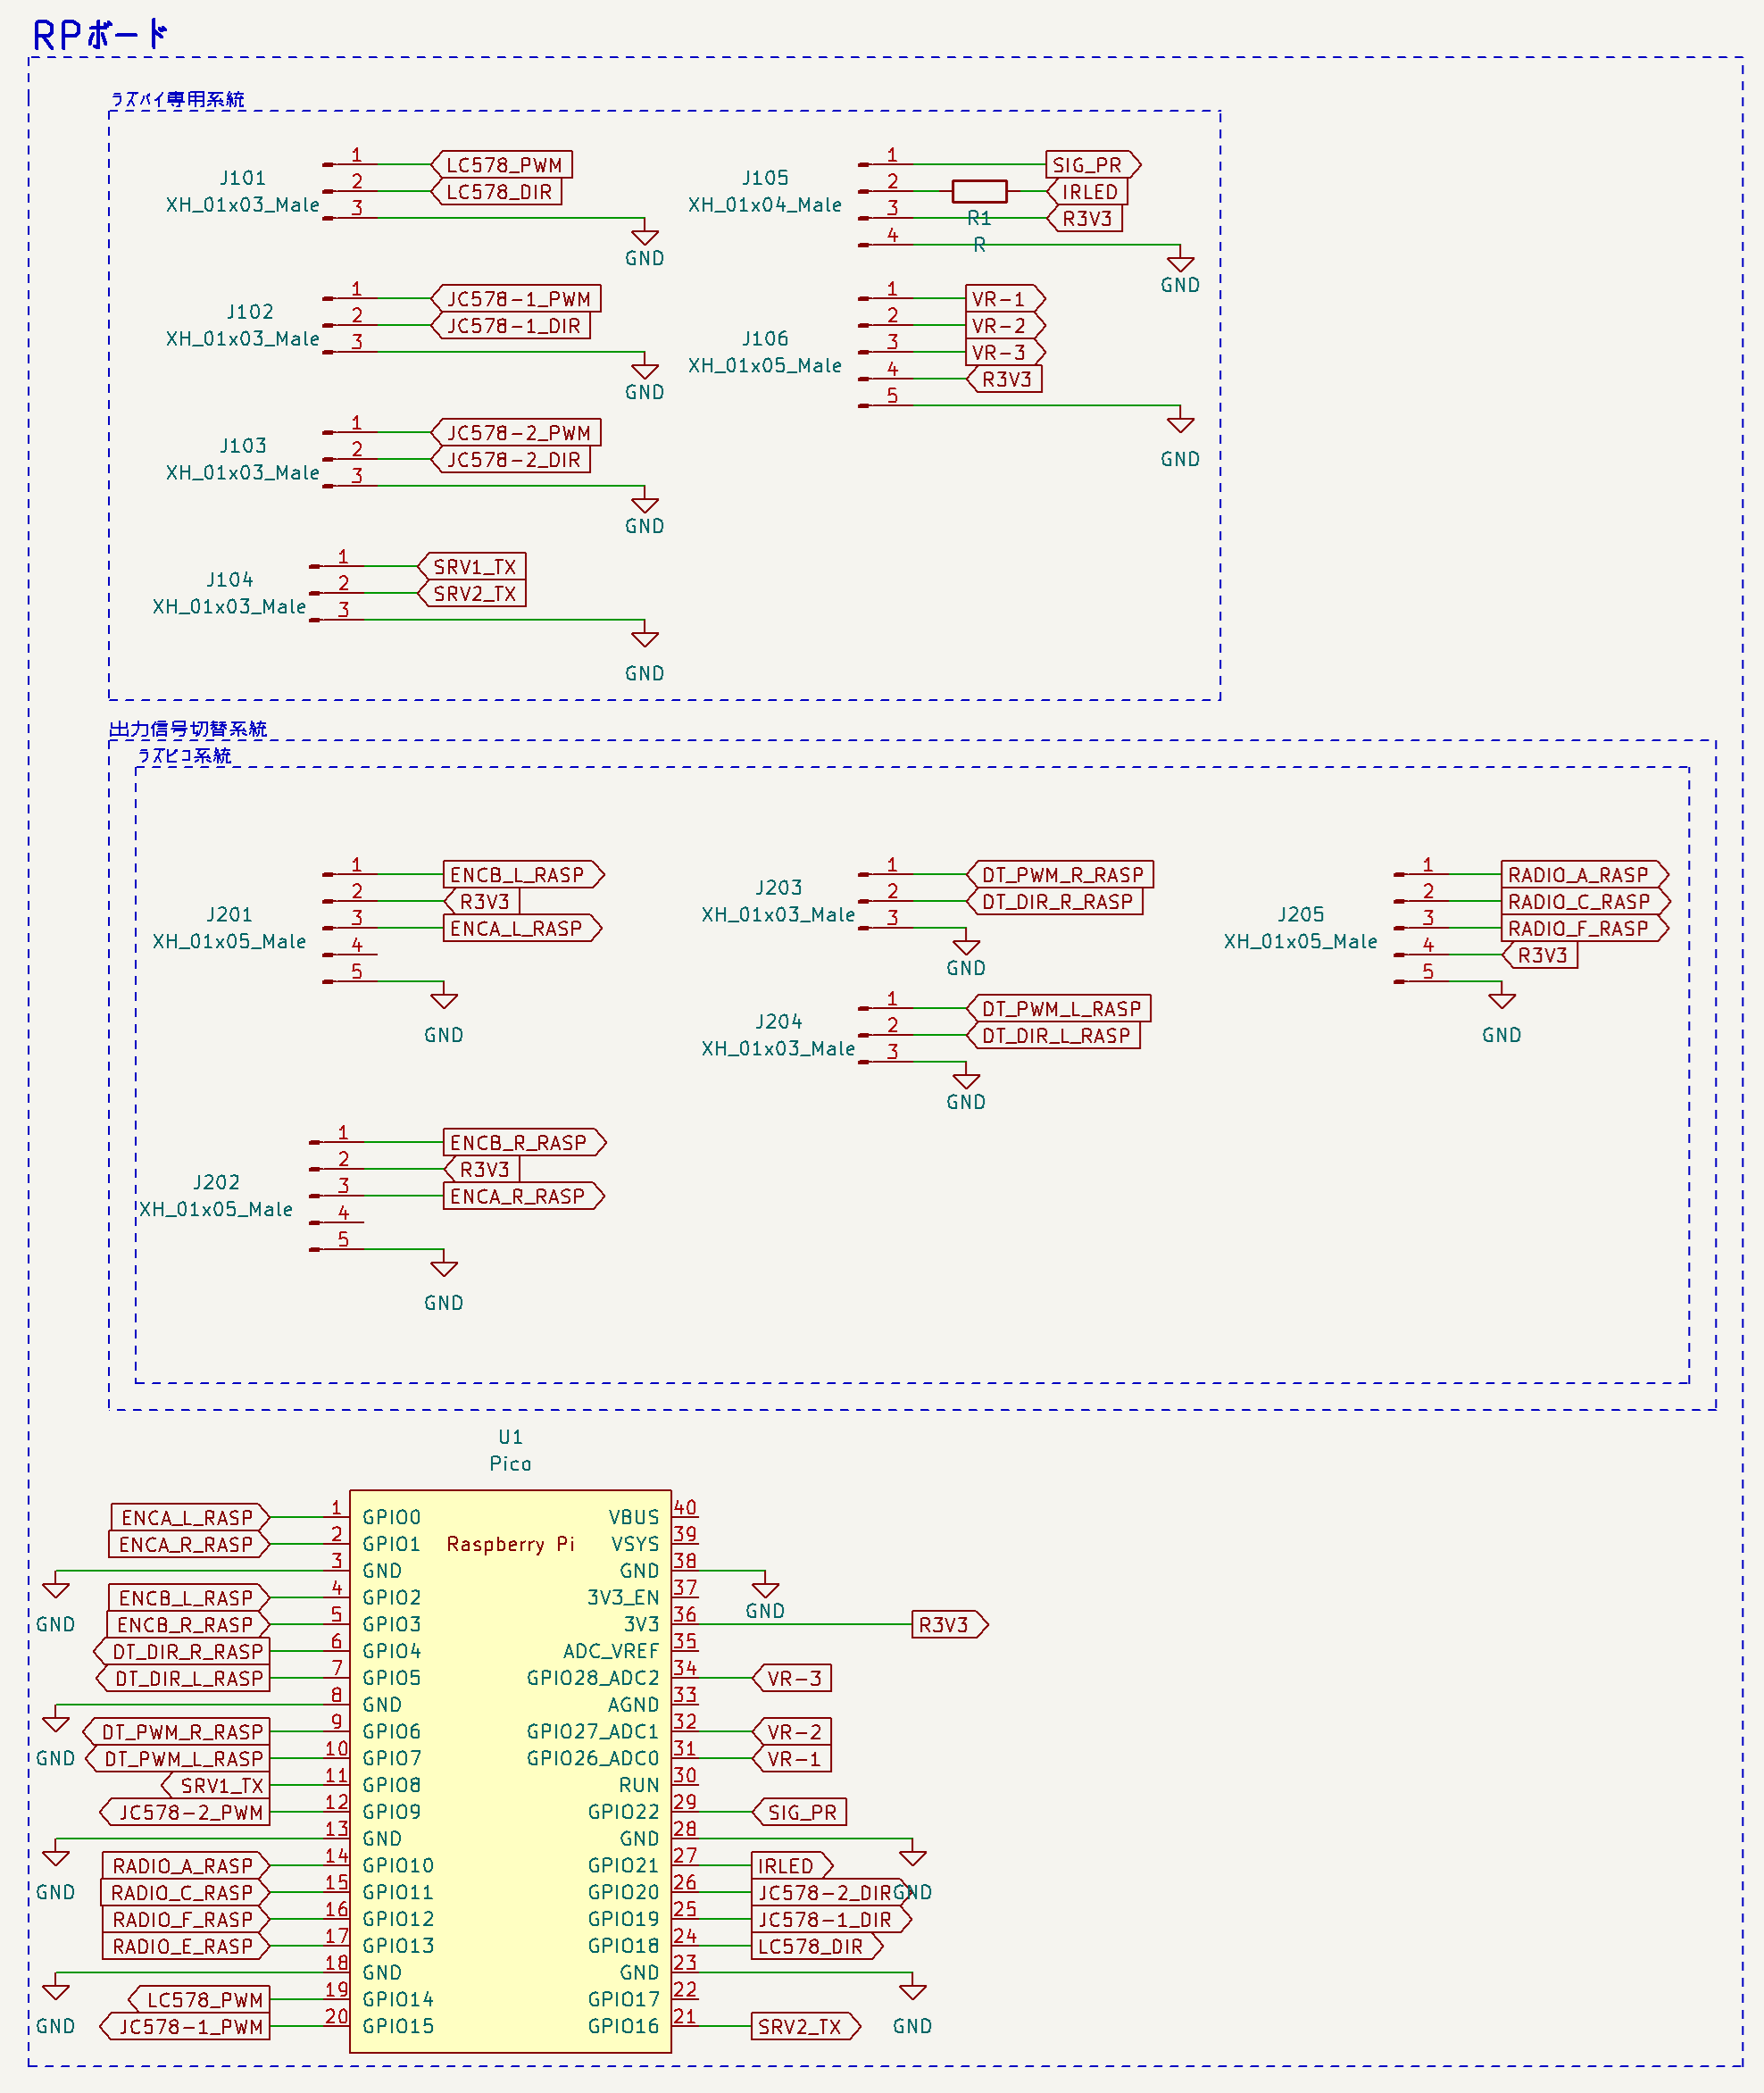 RPボード
ラズパイ専用系統
J101
XH_01x03_Male
1 LC578_PWM
2 LC578_DIR
3
GND
J102
XH_01x03_Male
1 JC578-1_PWM
2 JC578-1_DIR
3
GND
J103
XH_01x03_Male
1 JC578-2_PWM
2 JC578-2_DIR
3
GND
J104
XH_01x03_Male
1 SRV1_TX
2 SRV2_TX
3
GND
J105
XH_01x04_Male
1 SIG_PR
2 IRLED
3 R3V3
R1
4
R
GND
J106
XH_01x05_Male
1 VR-1
2 VR-2
3 VR-3
4 R3V3
5
GND
出力信号切替系統
ラズピコ系統
J201
XH_01x05_Male
1 ENCB_L_RASP
2 R3V3
3 ENCA_L_RASP
4
5
GND
J202
XH_01x05_Male
1 ENCB_R_RASP
2 R3V3
3 ENCA_R_RASP
4
5
GND
J203
XH_01x03_Male
1 DT_PWM_R_RASP
2 DT_DIR_R_RASP
3
GND
J204
XH_01x03_Male
1 DT_PWM_L_RASP
2 DT_DIR_L_RASP
3
GND
J205
XH_01x05_Male
1 RADIO_A_RASP
2 RADIO_C_RASP
3 RADIO_F_RASP
4 R3V3
5
GND
U1
Pico
Raspberry Pi
ENCA_L_RASP 1 GPIO0
ENCA_R_RASP 2 GPIO1
3 GND
GND
ENCB_L_RASP 4 GPIO2
ENCB_R_RASP 5 GPIO3
DT_DIR_R_RASP 6 GPIO4
DT_DIR_L_RASP 7 GPIO5
8 GND
GND
DT_PWM_R_RASP 9 GPIO6
DT_PWM_L_RASP 10 GPIO7
SRV1_TX 11 GPIO8
JC578-2_PWM 12 GPIO9
13 GND
GND
RADIO_A_RASP 14 GPIO10
RADIO_C_RASP 15 GPIO11
RADIO_F_RASP 16 GPIO12
RADIO_E_RASP 17 GPIO13
18 GND
GND
LC578_PWM 19 GPIO14
JC578-1_PWM 20 GPIO15
VBUS 40
VSYS 39
GND 38
GND
3V3_EN 37
3V3 36 R3V3
ADC_VREF 35
GPIO28_ADC2 34 VR-3
AGND 33
GPIO27_ADC1 32 VR-2
GPIO26_ADC0 31 VR-1
RUN 30
GPIO22 29 SIG_PR
GND 28
GND
GPIO21 27 IRLED
GPIO20 26 JC578-2_DIR
GPIO19 25 JC578-1_DIR
GPIO18 24 LC578_DIR
GND 23
GND
GPIO17 22
GPIO16 21 SRV2_TX